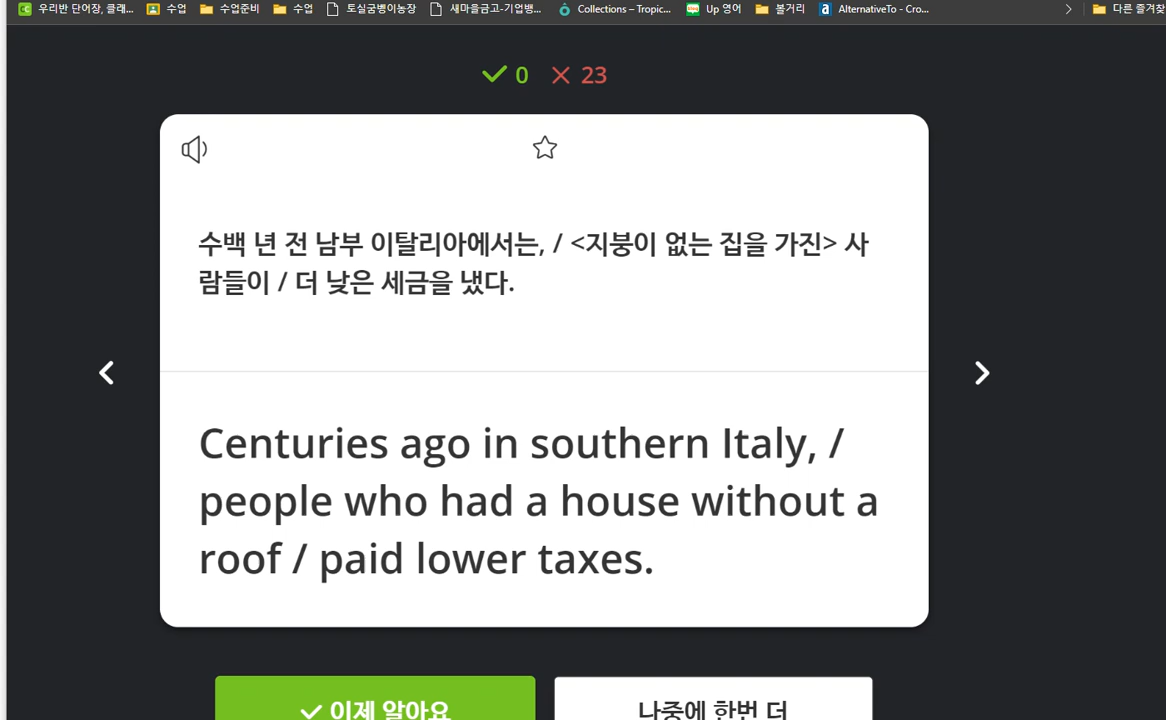 우리반 단어장, 클래... 수업 수업준비 수업 토실굼벵이농장 새마을금고-기업뱅... Collections – Tropic... Up 영어 볼거리 AlternativeTo - Cro... 다른 즐겨찾
0 23
수백 년 전 남부 이탈리아에서는, / <지붕이 없는 집을 가진> 사
람들이 / 더 낮은 세금을 냈다.
Centuries ago in southern Italy, /
people who had a house without a
roof / paid lower taxes.
이제 알아요 나중에 한번 더